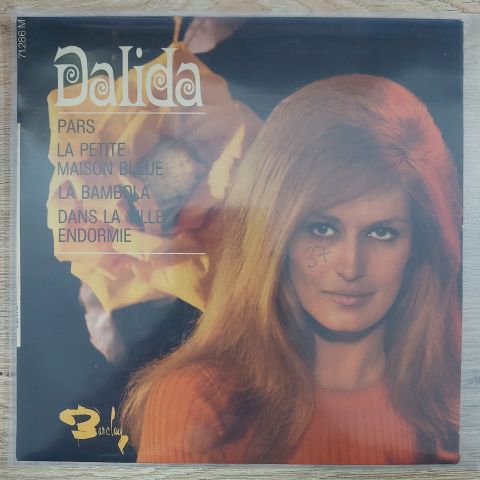 71286 M
Dalida
PARS
LA PETITE
MAISON BLEUE
LA BAMBOLA
DANS LA VILLE
ENDORMIE
37
Barclay